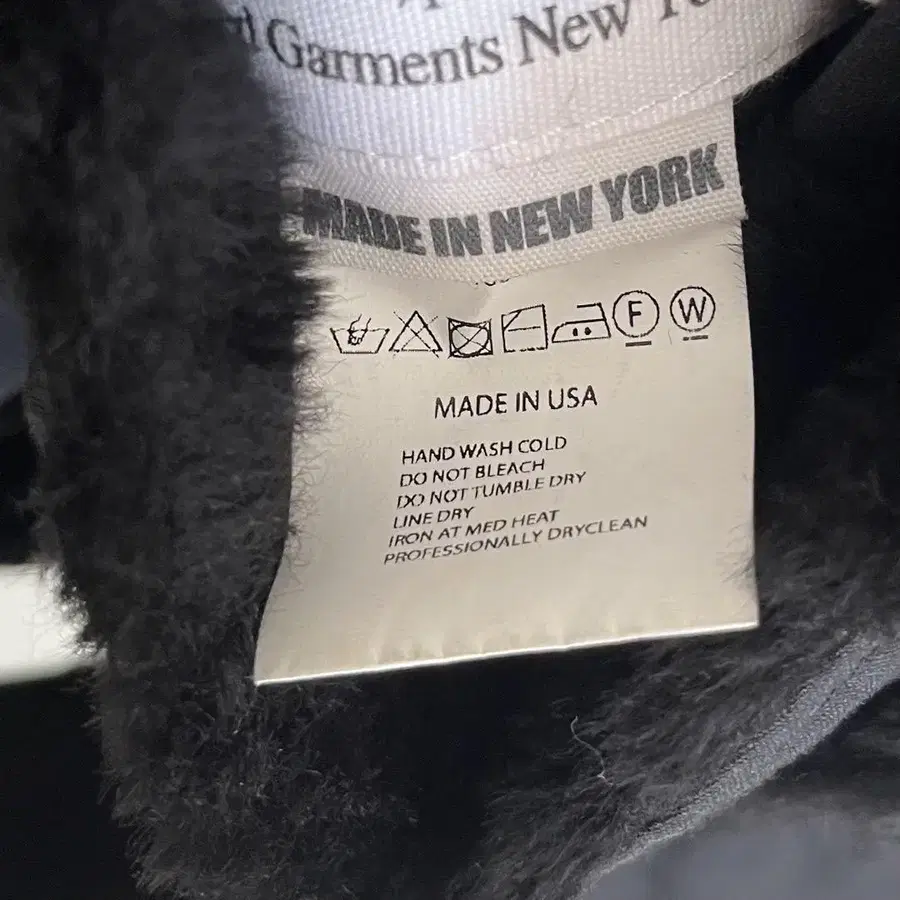 Garments New
MADE IN NEW YORK
F W
MADE IN USA
HAND WASH COLD
DO NOT BLEACH
DO NOT TUMBLE DRY
LINE DRY
IRON AT MED HEAT
PROFESSIONALLY DRYCLEAN